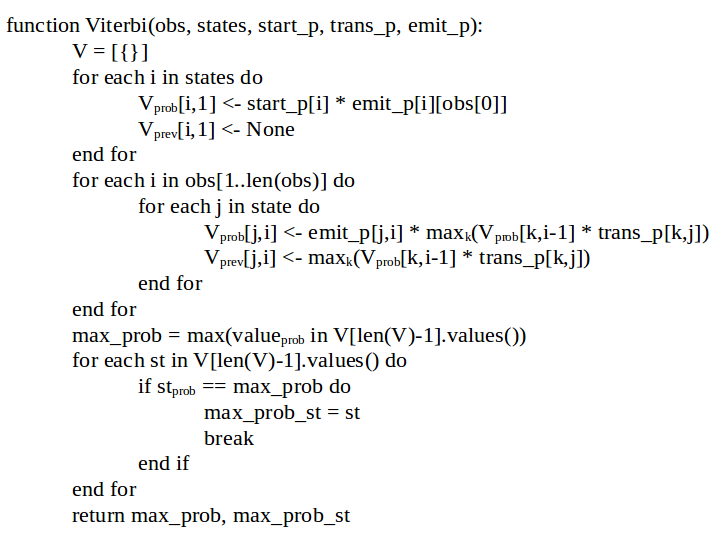 function Viterbi(obs, states, start_p, trans_p, emit_p):
V = [{}]
for each i in states do
Vprob[i,1] <- start_p[i] * emit_p[i][obs[0]]
Vprev[i,1] <- None
end for
for each i in obs[1..len(obs)] do
for each j in state do
Vprob[j,i] <- emit_p[j,i] * maxk(Vprob[k,i-1] * trans_p[k,j])
Vprev[j,i] <- maxk(Vprob[k,i-1] * trans_p[k,j])
end for
end for
max_prob = max(valueprob in V[len(V)-1].values())
for each st in V[len(V)-1].values() do
if stprob == max_prob do
max_prob_st = st
break
end if
end for
return max_prob, max_prob_st